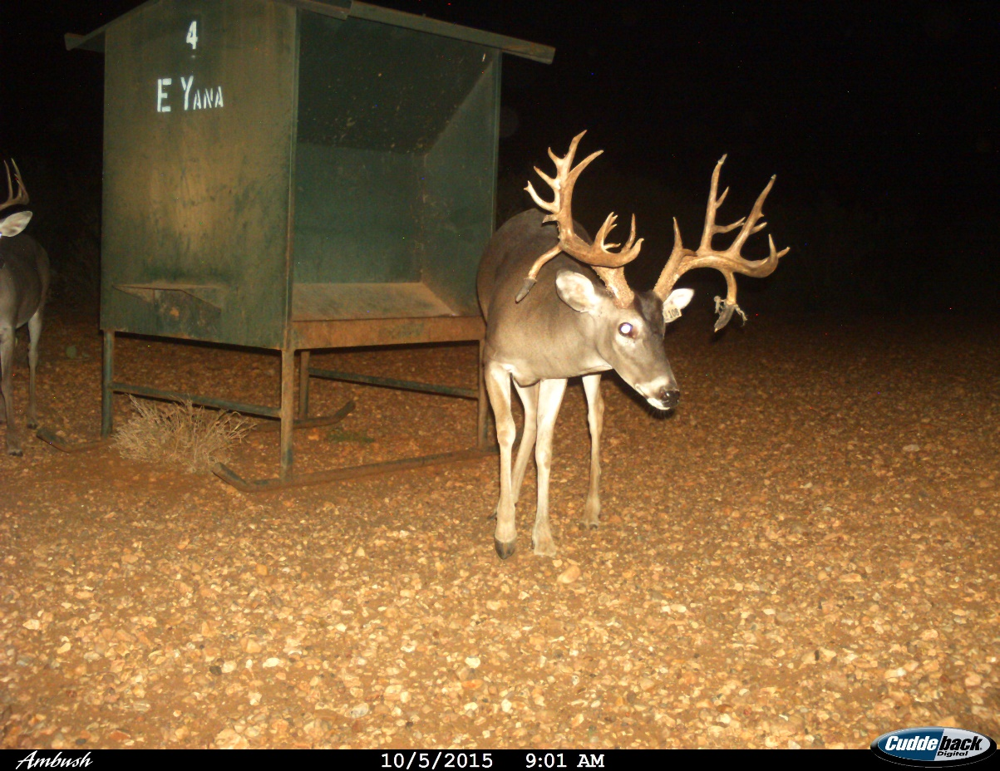 4
E YANA
Ambush
10/5/2015 9:01 AM
Cuddeback
Digital